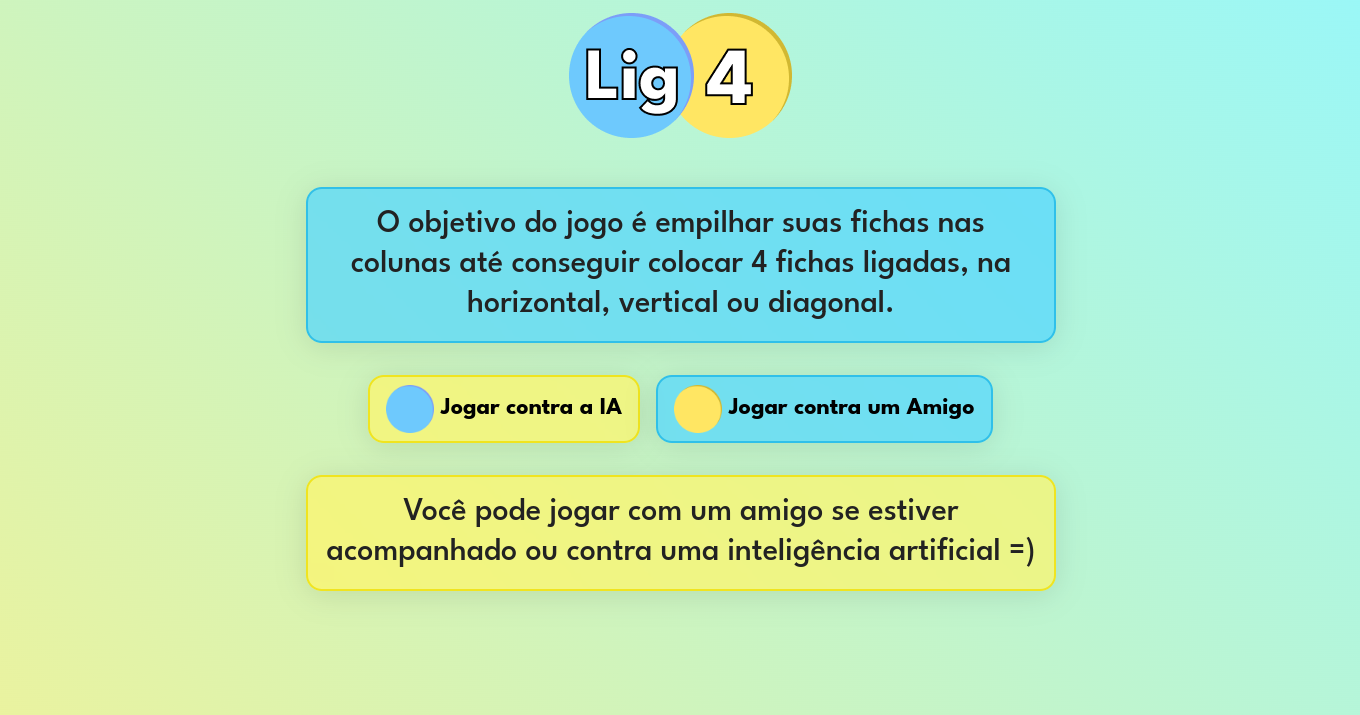 Lig 4
O objetivo do jogo é empilhar suas fichas nas
colunas até conseguir colocar 4 fichas ligadas, na
horizontal, vertical ou diagonal.
Jogar contra a IA
Jogar contra um Amigo
Você pode jogar com um amigo se estiver
acompanhado ou contra uma inteligência artificial =)